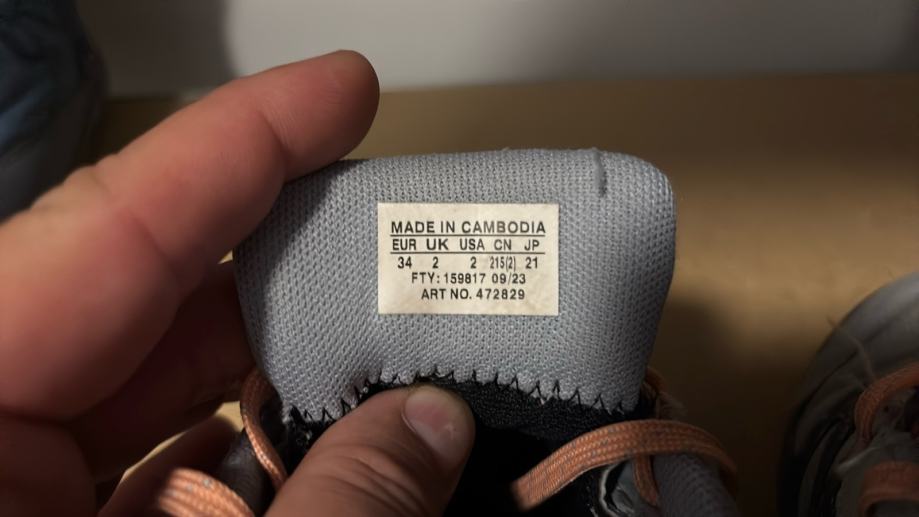 MADE IN CAMBODIA
EUR UK USA CN JP
34 2 2 215(2) 21
FTY: 159817 09/23
ART NO. 472829